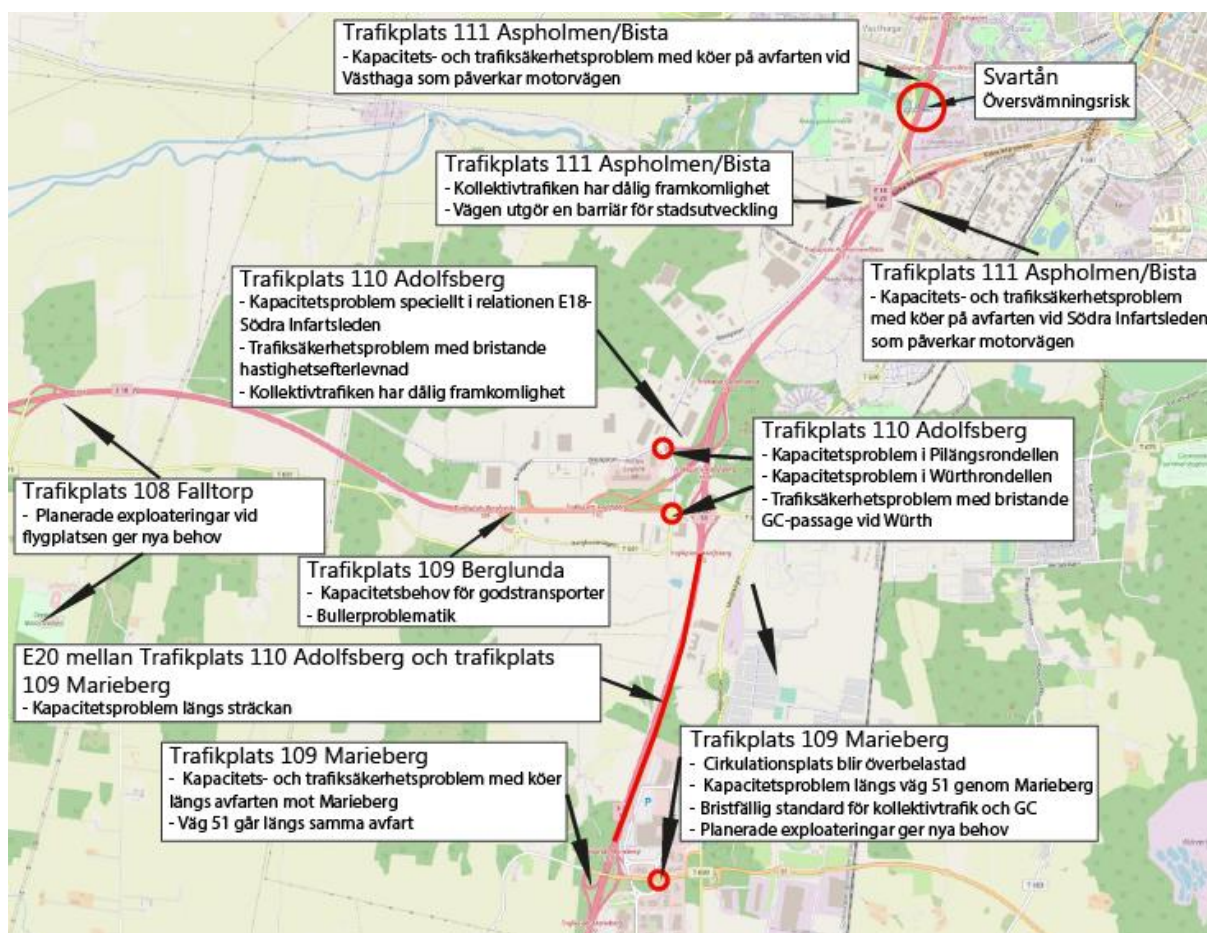 Trafikplats 111 Aspholmen/Bista
- Kapacitets- och trafiksäkerhetsproblem med köer på avfarten vid
Västhaga som påverkar motorvägen
Svartån
Översvämningsrisk
Trafikplats 111 Aspholmen/Bista
- Kollektivtrafiken har dålig framkomlighet
- Vägen utgör en barriär för stadsutveckling
Trafikplats 111 Aspholmen/Bista
- Kapacitets- och trafiksäkerhetsproblem
med köer på avfarten vid Södra Infartsleden
som påverkar motorvägen
Trafikplats 110 Adolfsberg
- Kapacitetsproblem speciellt i relationen E18-
Södra Infartsleden
- Trafiksäkerhetsproblem med bristande
hastighetsefterlevnad
- Kollektivtrafiken har dålig framkomlighet
Trafikplats 110 Adolfsberg
- Kapacitetsproblem i Pilängsrondellen
- Kapacitetsproblem i Würthrondellen
- Trafiksäkerhetsproblem med bristande
GC-passage vid Würth
Trafikplats 108 Falltorp
- Planerade exploateringar vid
flygplatsen ger nya behov
Trafikplats 109 Berglunda
- Kapacitetsbehov för godstransporter
- Bullerproblematik
E20 mellan Trafikplats 110 Adolfsberg och trafikplats
109 Marieberg
- Kapacitetsproblem längs sträckan
Trafikplats 109 Marieberg
- Kapacitets- och trafiksäkerhetsproblem med köer
längs avfarten mot Marieberg
- Väg 51 går längs samma avfart
Trafikplats 109 Marieberg
- Cirkulationsplats blir överbelastad
- Kapacitetsproblem längs väg 51 genom Marieberg
- Bristfällig standard för kollektivtrafik och GC
- Planerade exploateringar ger nya behov
P